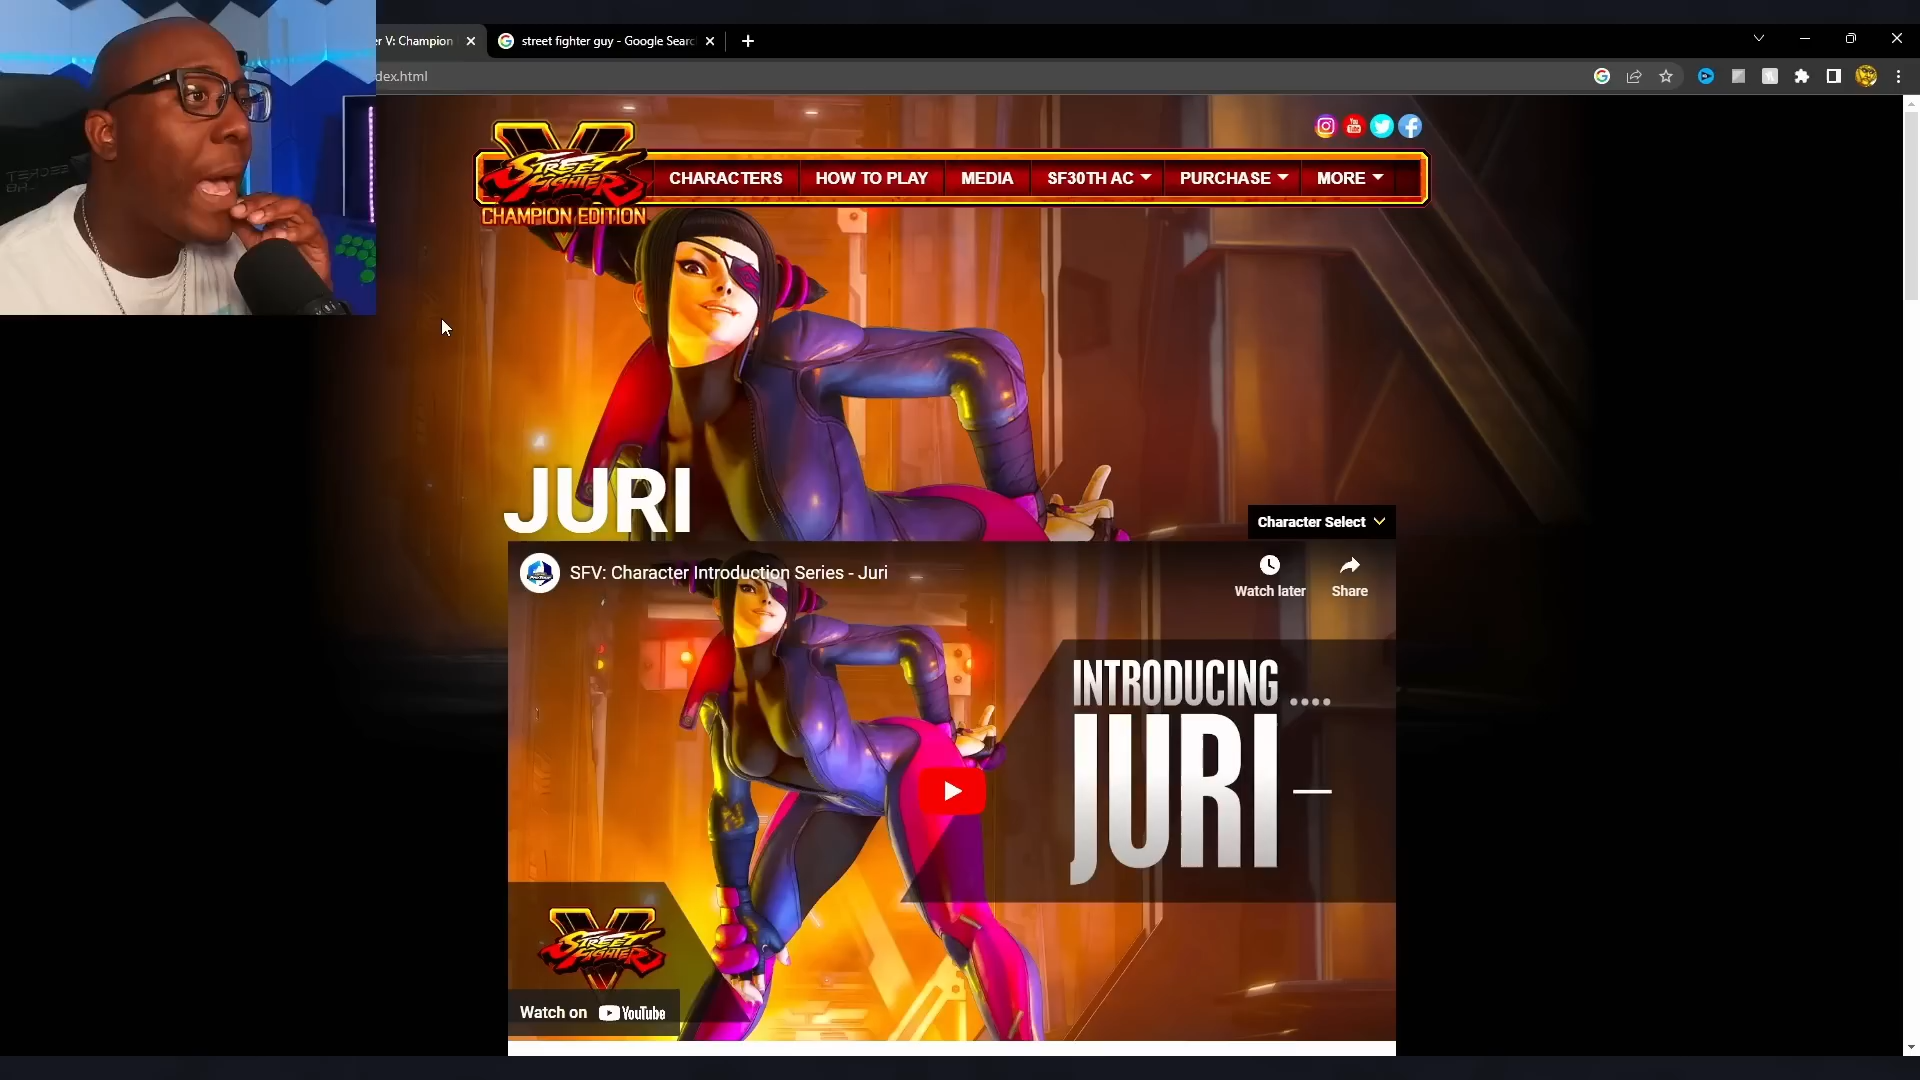 er V: Champion
street fighter guy - Google Searc
dex.html
V
STREET FIGHTER
CHAMPION EDITION
CHARACTERS
HOW TO PLAY
MEDIA
SF30TH AC
PURCHASE
MORE
JURI
Character Select
SFV: Character Introduction Series - Juri
Watch later
Share
INTRODUCING ....
JURI —
V
STREET FIGHTER
Watch on YouTube